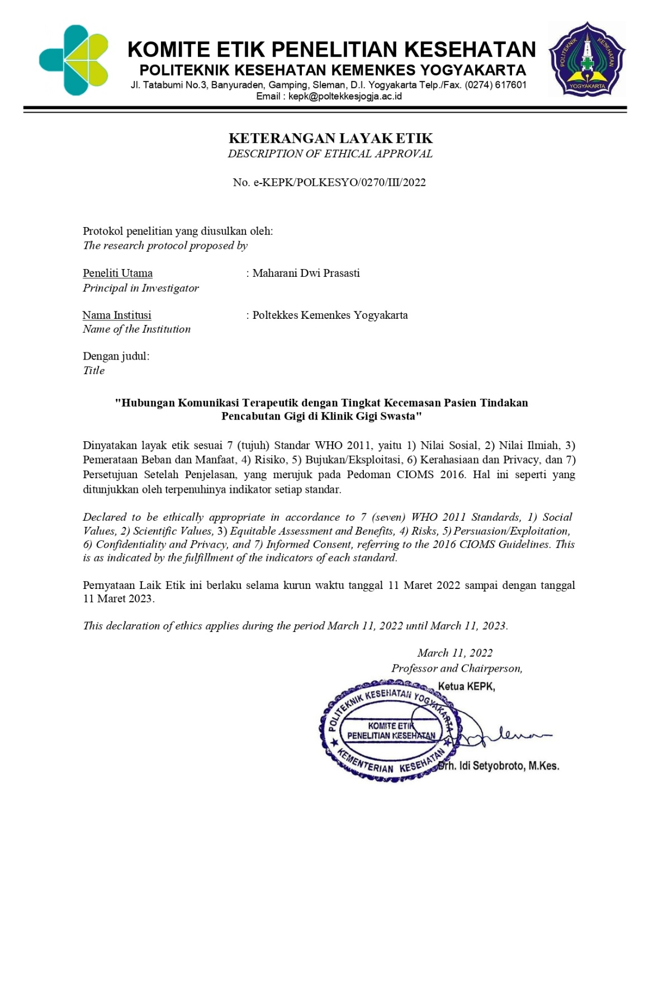 KOMITE ETIK PENELITIAN KESEHATAN
POLITEKNIK KESEHATAN KEMENKES YOGYAKARTA
Jl. Tatabumi No.3, Banyuraden, Gamping, Sleman, D.I. Yogyakarta Telp./Fax. (0274) 617601
Email : kepk@poltekkesjogja.ac.id
POLITEKNIK KESEHATAN
YOGYAKARTA
KETERANGAN LAYAK ETIK
DESCRIPTION OF ETHICAL APPROVAL
No. e-KEPK/POLKESYO/0270/III/2022
Protokol penelitian yang diusulkan oleh:
The research protocol proposed by
Peneliti Utama : Maharani Dwi Prasasti
Principal in Investigator
Nama Institusi : Poltekkes Kemenkes Yogyakarta
Name of the Institution
Dengan judul:
Title
"Hubungan Komunikasi Terapeutik dengan Tingkat Kecemasan Pasien Tindakan
Pencabutan Gigi di Klinik Gigi Swasta"
Dinyatakan layak etik sesuai 7 (tujuh) Standar WHO 2011, yaitu 1) Nilai Sosial, 2) Nilai Ilmiah, 3)
Pemerataan Beban dan Manfaat, 4) Risiko, 5) Bujukan/Eksploitasi, 6) Kerahasiaan dan Privacy, dan 7)
Persetujuan Setelah Penjelasan, yang merujuk pada Pedoman CIOMS 2016. Hal ini seperti yang
ditunjukkan oleh terpenuhinya indikator setiap standar.
Declared to be ethically appropriate in accordance to 7 (seven) WHO 2011 Standards, 1) Social
Values, 2) Scientific Values, 3) Equitable Assessment and Benefits, 4) Risks, 5) Persuasion/Exploitation,
6) Confidentiality and Privacy, and 7) Informed Consent, referring to the 2016 CIOMS Guidelines. This
is as indicated by the fulfillment of the indicators of each standard.
Pernyataan Laik Etik ini berlaku selama kurun waktu tanggal 11 Maret 2022 sampai dengan tanggal
11 Maret 2023.
This declaration of ethics applies during the period March 11, 2022 until March 11, 2023.
March 11, 2022
Professor and Chairperson,
Ketua KEPK,
POLITEKNIK KESEHATAN YOGYAKARTA
KOMITE ETIK
PENELITIAN KESEHATAN
KEMENTERIAN KESEHATAN
Drh. Idi Setyobroto, M.Kes.